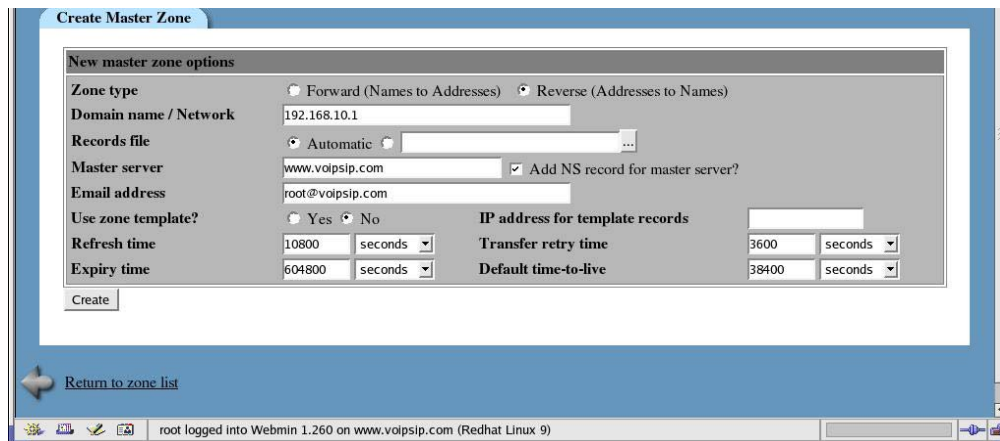 Create Master Zone
New master zone options
Zone type Forward (Names to Addresses) Reverse (Addresses to Names)
Domain name / Network 192.168.10.1
Records file Automatic ...
Master server www.voipsip.com Add NS record for master server?
Email address root@voipsip.com
Use zone template? Yes No IP address for template records
Refresh time 10800 seconds Transfer retry time 3600 seconds
Expiry time 604800 seconds Default time-to-live 38400 seconds
Create
Return to zone list
root logged into Webmin 1.260 on www.voipsip.com (Redhat Linux 9)